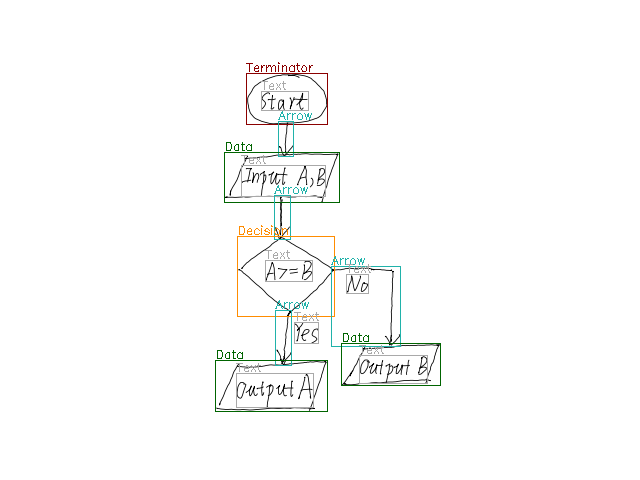 Terminator
Text
Start
Arrow
Data
Text
Input A,B
Arrow
Decision
Text
A>=B
Arrow
Text
No
Arrow
Text
Yes
Data
Text
Output B
Data
Text
Output A